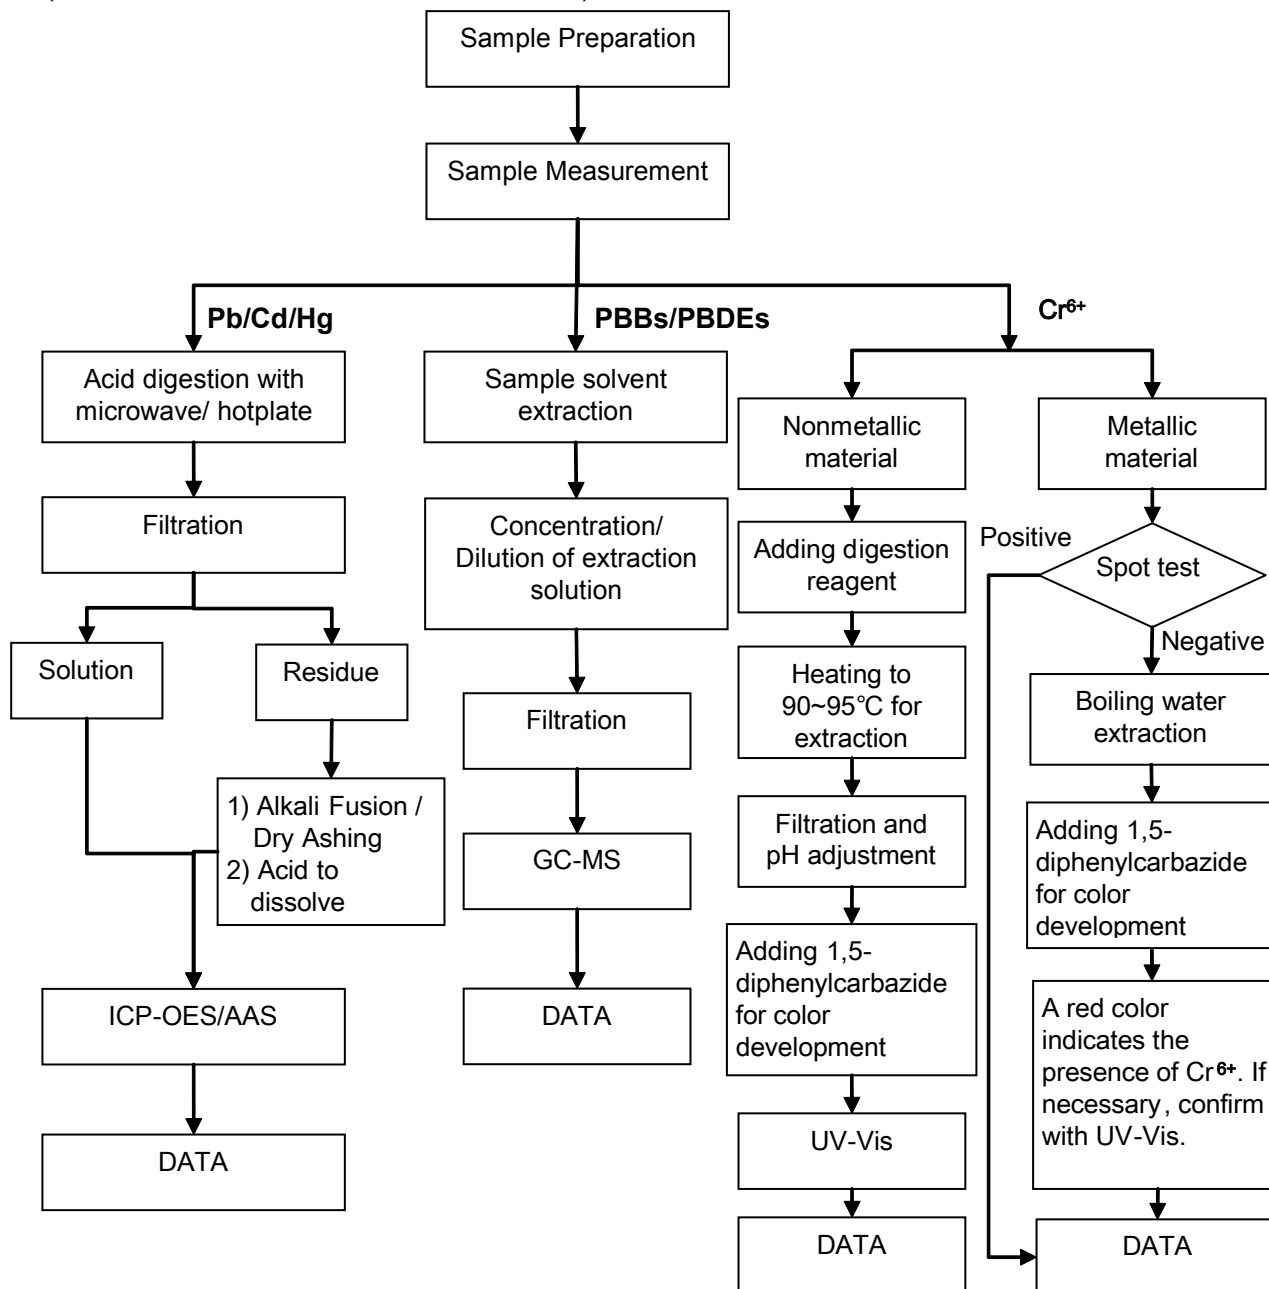 Sample Preparation
Sample Measurement
Pb/Cd/Hg
PBBs/PBDEs
Cr⁶⁺
Acid digestion with
microwave/ hotplate
Filtration
Solution
Residue
1) Alkali Fusion /
Dry Ashing
2) Acid to
dissolve
ICP-OES/AAS
DATA
Sample solvent
extraction
Concentration/
Dilution of extraction
solution
Filtration
GC-MS
DATA
Nonmetallic
material
Adding digestion
reagent
Heating to
90~95℃ for
extraction
Filtration and
pH adjustment
Adding 1,5-
diphenylcarbazide
for color
development
UV-Vis
DATA
Metallic
material
Positive
Spot test
Negative
Boiling water
extraction
Adding 1,5-
diphenylcarbazide
for color
development
A red color
indicates the
presence of Cr⁶⁺. If
necessary, confirm
with UV-Vis.
DATA